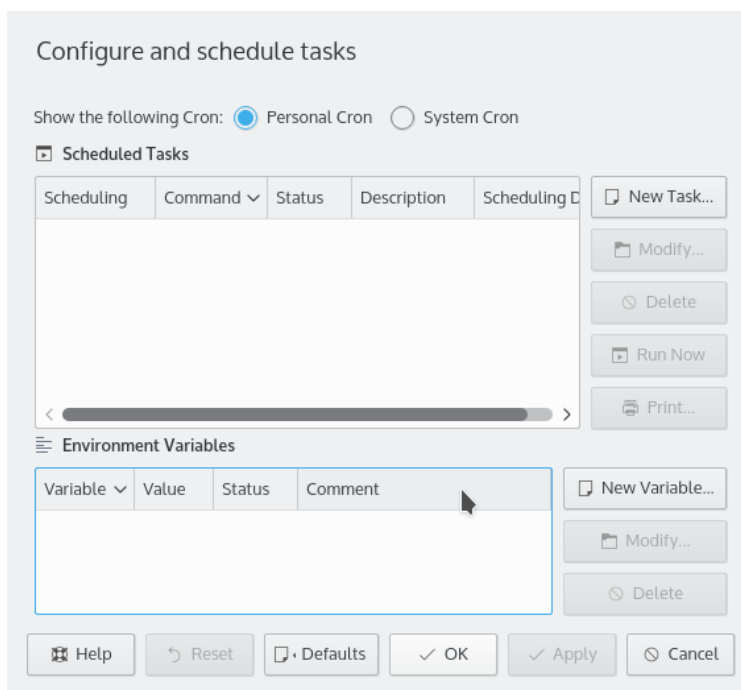 Configure and schedule tasks
Show the following Cron: Personal Cron System Cron
Scheduled Tasks
Scheduling Command Status Description Scheduling D
New Task...
Modify...
Delete
Run Now
Print...
Environment Variables
Variable Value Status Comment
New Variable...
Modify...
Delete
Help Reset Defaults OK Apply Cancel